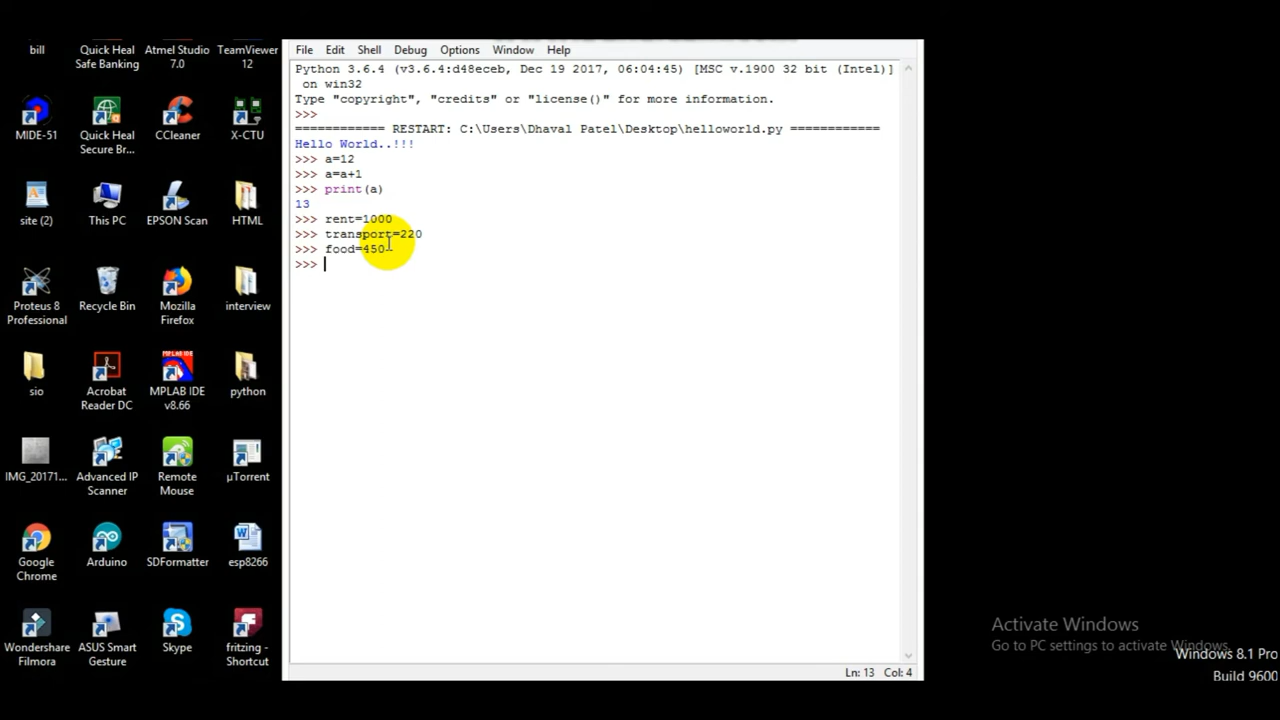 bill
Quick Heal
Safe Banking
Atmel Studio
7.0
TeamViewer
12
MIDE-51
Quick Heal
Secure Br...
CCleaner
X-CTU
site (2)
This PC
EPSON Scan
HTML
Proteus 8
Professional
Recycle Bin
Mozilla
Firefox
interview
sio
Acrobat
Reader DC
MPLAB IDE
v8.66
python
IMG_20171...
Advanced IP
Scanner
Remote
Mouse
µTorrent
Google
Chrome
Arduino
SDFormatter
esp8266
Wondershare
Filmora
ASUS Smart
Gesture
Skype
fritzing -
Shortcut
File Edit Shell Debug Options Window Help
Python 3.6.4 (v3.6.4:d48eceb, Dec 19 2017, 06:04:45) [MSC v.1900 32 bit (Intel)]
on win32
Type "copyright", "credits" or "license()" for more information.
>>>
============ RESTART: C:\Users\Dhaval Patel\Desktop\helloworld.py ============
Hello World..!!!
>>> a=12
>>> a=a+1
>>> print(a)
13
>>> rent=1000
>>> transport=220
>>> food=450
>>>
Ln: 13 Col: 4
Activate Windows
Go to PC settings to activate Windows.
Windows 8.1 Pro
Build 9600